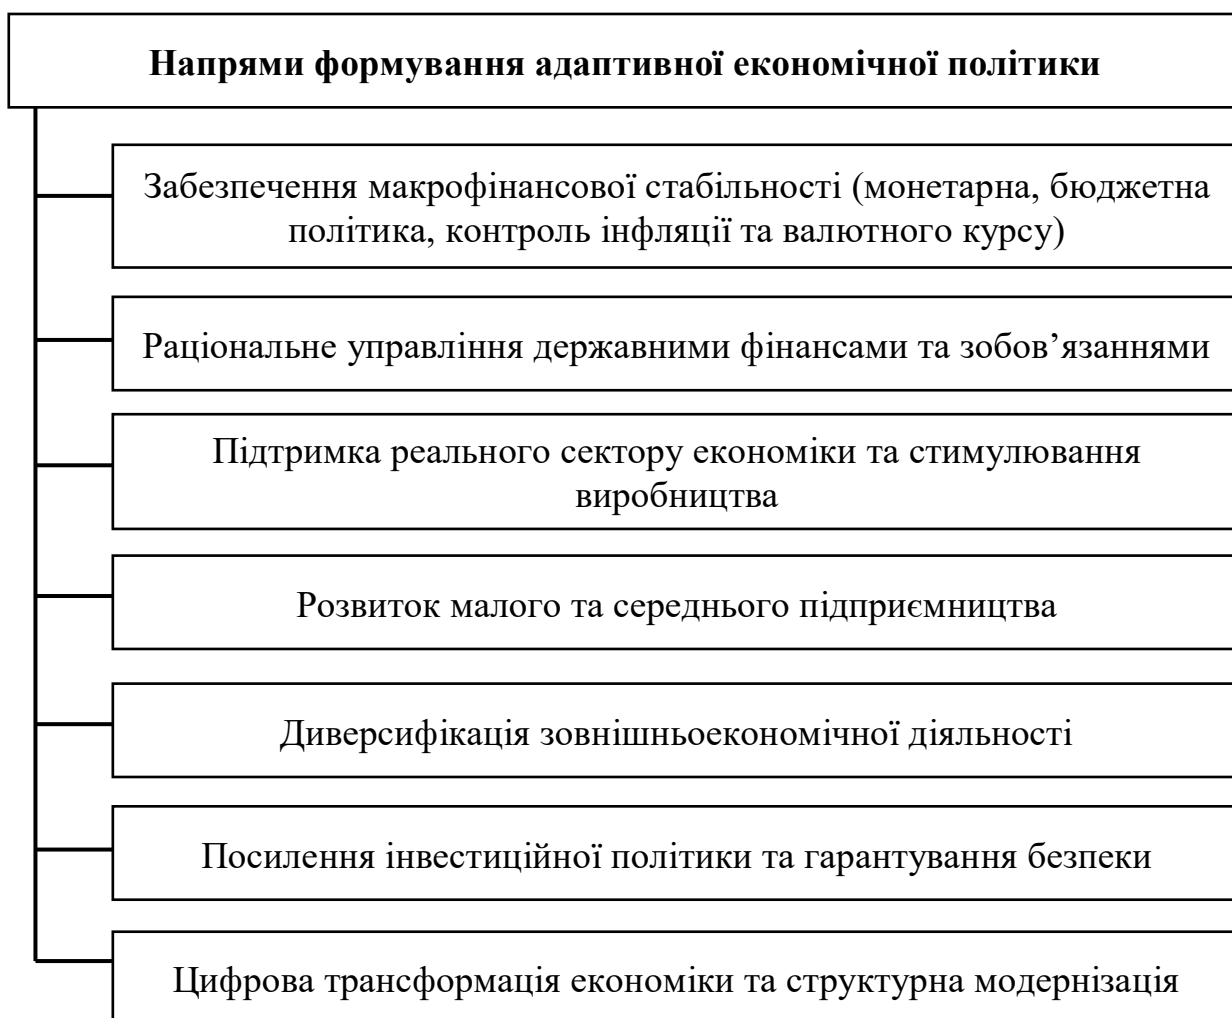 Напрями формування адаптивної економічної політики
Забезпечення макрофінансової стабільності (монетарна, бюджетна
політика, контроль інфляції та валютного курсу)
Раціональне управління державними фінансами та зобов’язаннями
Підтримка реального сектору економіки та стимулювання
виробництва
Розвиток малого та середнього підприємництва
Диверсифікація зовнішньоекономічної діяльності
Посилення інвестиційної політики та гарантування безпеки
Цифрова трансформація економіки та структурна модернізація